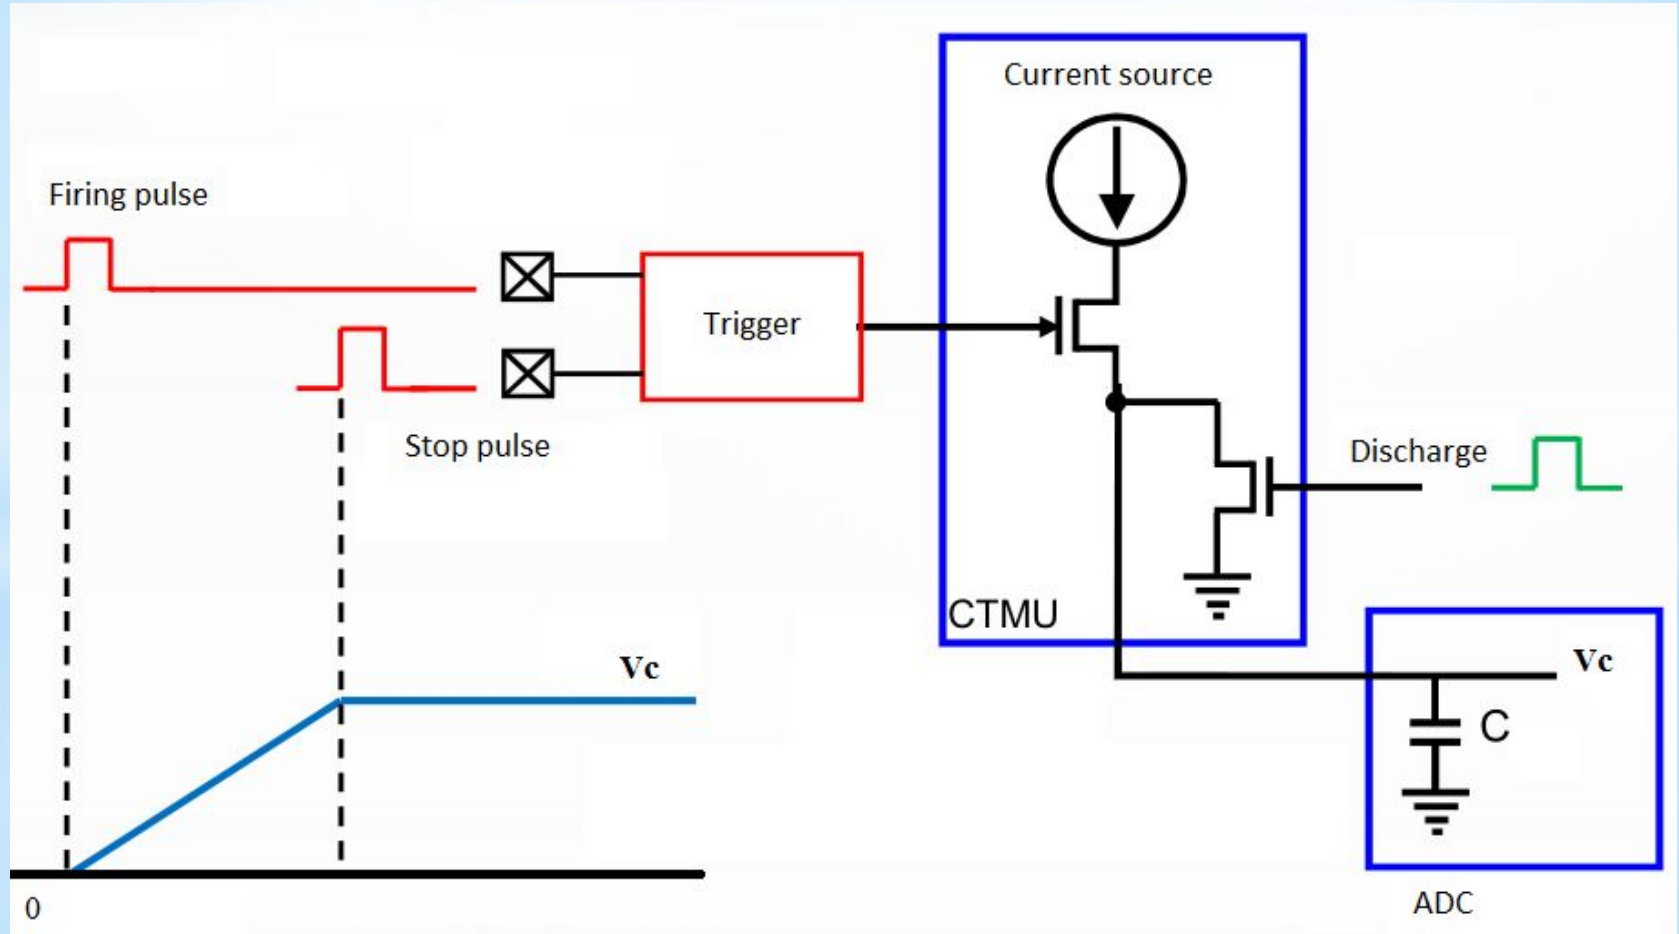 Current source
Firing pulse
Trigger
Stop pulse
Discharge
CTMU
Vc
Vc
C
0
ADC